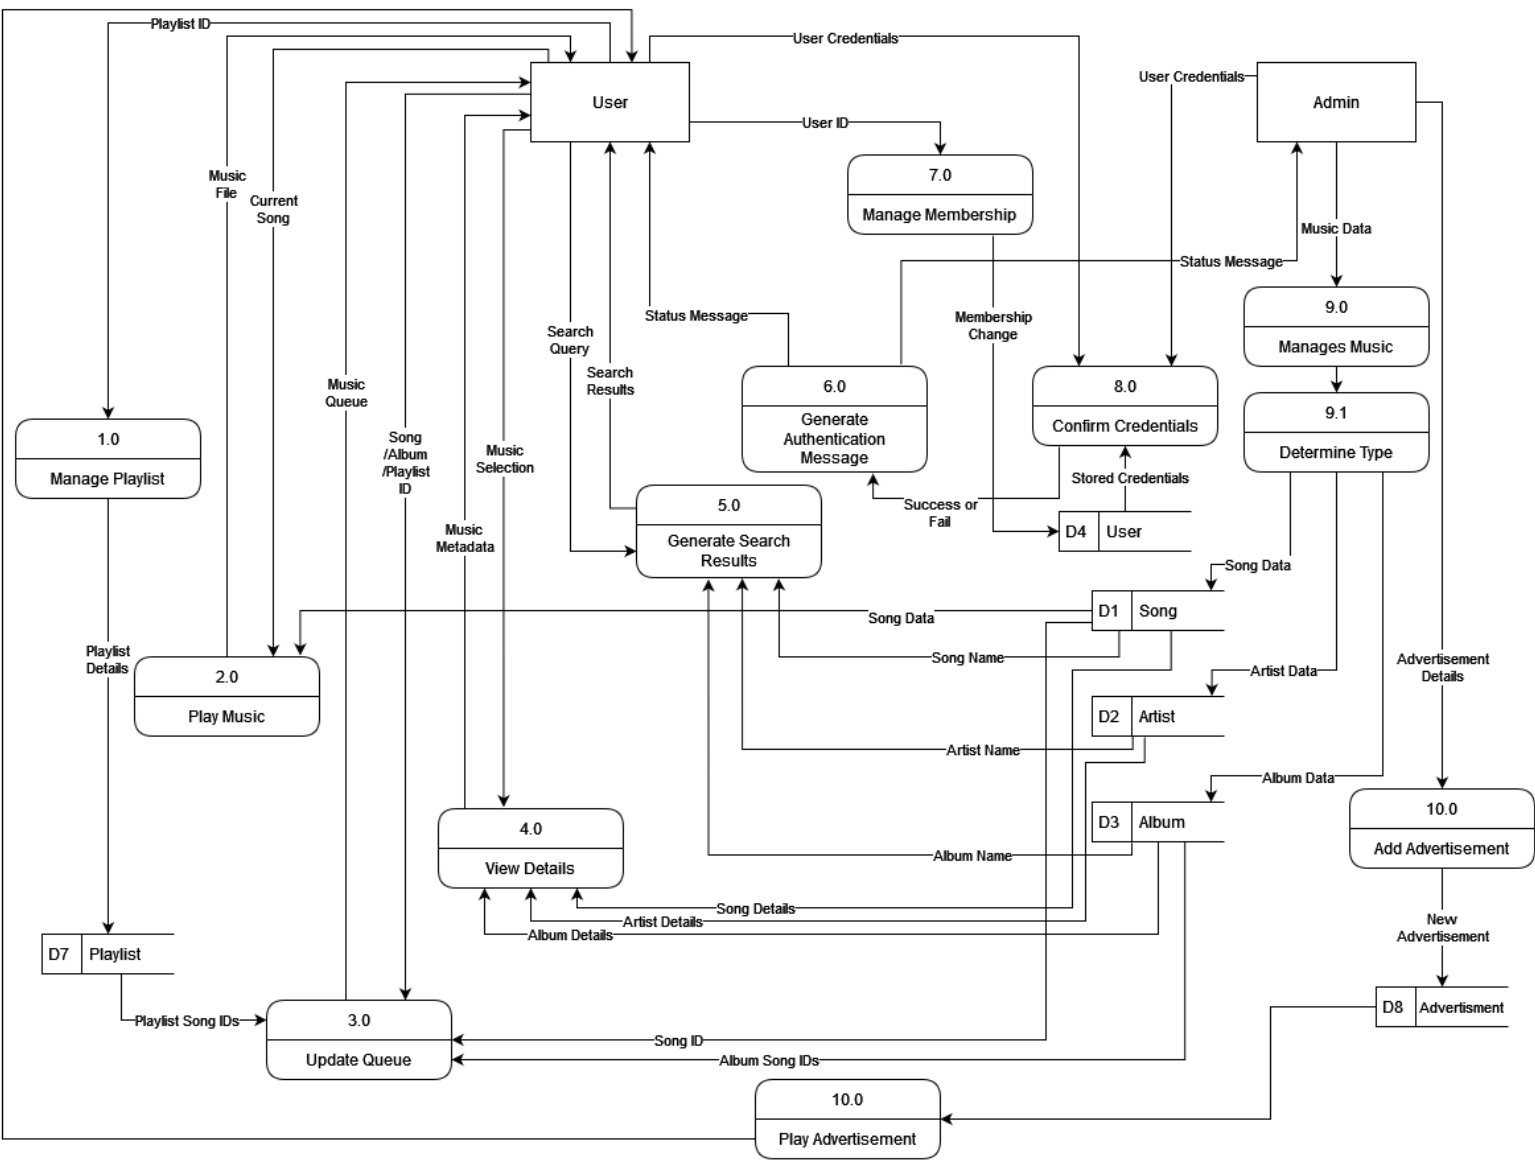 Playlist ID
User Credentials
User Credentials
User
Admin
User ID
7.0
Manage Membership
Music
File
Current
Song
Music Data
Status Message
9.0
Manages Music
Status Message
Membership
Change
Search
Query
Search
Results
Music
Queue
6.0
Generate
Authentication
Message
8.0
Confirm Credentials
9.1
Determine Type
1.0
Manage Playlist
Song
/Album
/Playlist
ID
Music
Selection
Stored Credentials
Success or
Fail
5.0
Generate Search
Results
D4
User
Music
Metadata
Song Data
D1
Song
Song Data
Song Name
Playlist
Details
2.0
Play Music
Artist Data
Advertisement
Details
D2
Artist
Artist Name
Album Data
D3
Album
10.0
Add Advertisement
4.0
View Details
Album Name
Song Details
Artist Details
Album Details
New
Advertisement
D7
Playlist
D8
Advertisment
Playlist Song IDs
3.0
Update Queue
Song ID
Album Song IDs
10.0
Play Advertisement